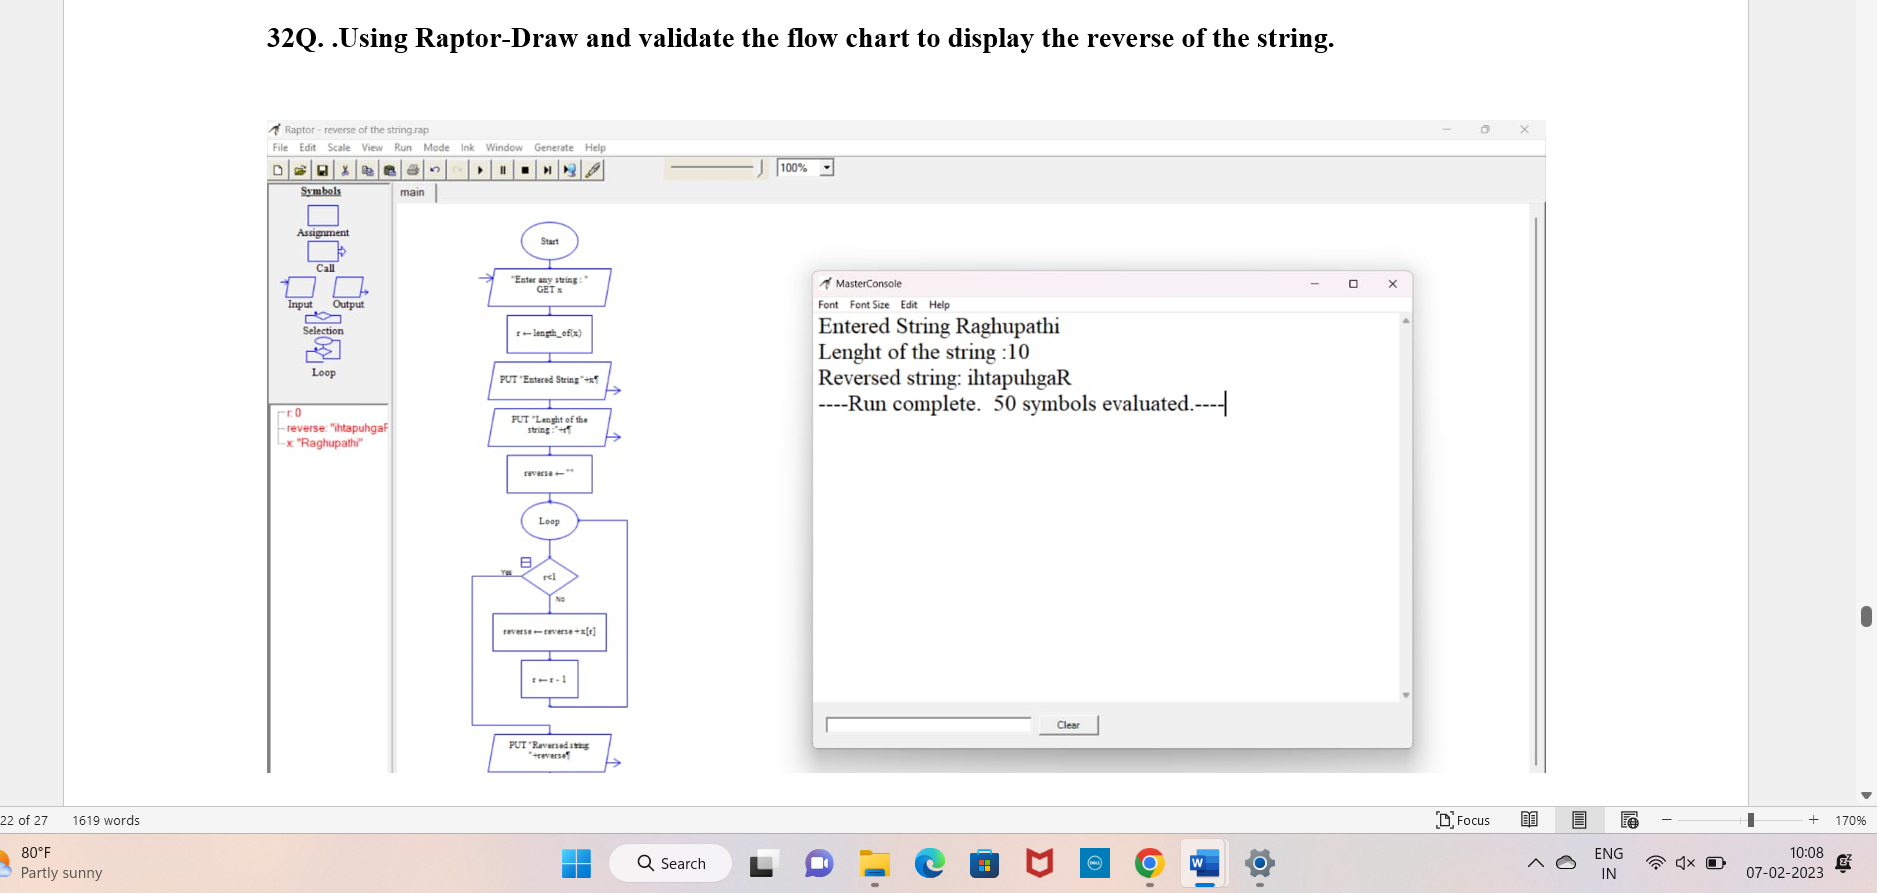 32Q. .Using Raptor-Draw and validate the flow chart to display the reverse of the string.
Raptor - reverse of the string.rap
File Edit Scale View Run Mode Ink Window Generate Help
100%
Symbols
Assignment
Call
Input Output
Selection
Loop
r: 0
reverse: "ihtapuhgaR
x: "Raghupathi"
main
Start
"Enter any string : "
GET x
r ← length_of(x)
PUT "Entered String "+x¶
PUT "Lenght of the
string :"+r¶
reverse ← ""
Loop
Yes
r<1
No
reverse ← reverse + x[r]
r ← r - 1
PUT "Reversed string:
"+reverse¶
MasterConsole
Font Font Size Edit Help
Entered String Raghupathi
Lenght of the string :10
Reversed string: ihtapuhgaR
----Run complete. 50 symbols evaluated.----
Clear
22 of 27 1619 words
Focus
170%
80°F
Partly sunny
Search
DELL
W
ENG
IN
10:08
07-02-2023